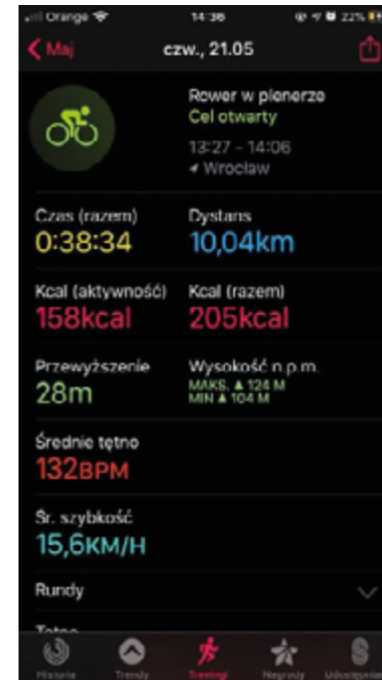 Orange 14:36 22%
Maj czw., 21.05
Rower w plenerze
Cel otwarty
13:27 – 14:06
Wrocław
Czas (razem) Dystans
0:38:34 10,04km
Kcal (aktywność) Kcal (razem)
158kcal 205kcal
Przewyższenie Wysokość n.p.m.
28m MAKS. ▲ 124 M
MIN ▲ 104 M
Średnie tętno
132BPM
Śr. szybkość
15,6KM/H
Rundy
Tętno
Historia Trendy Treningi Nagrody Udostępnianie